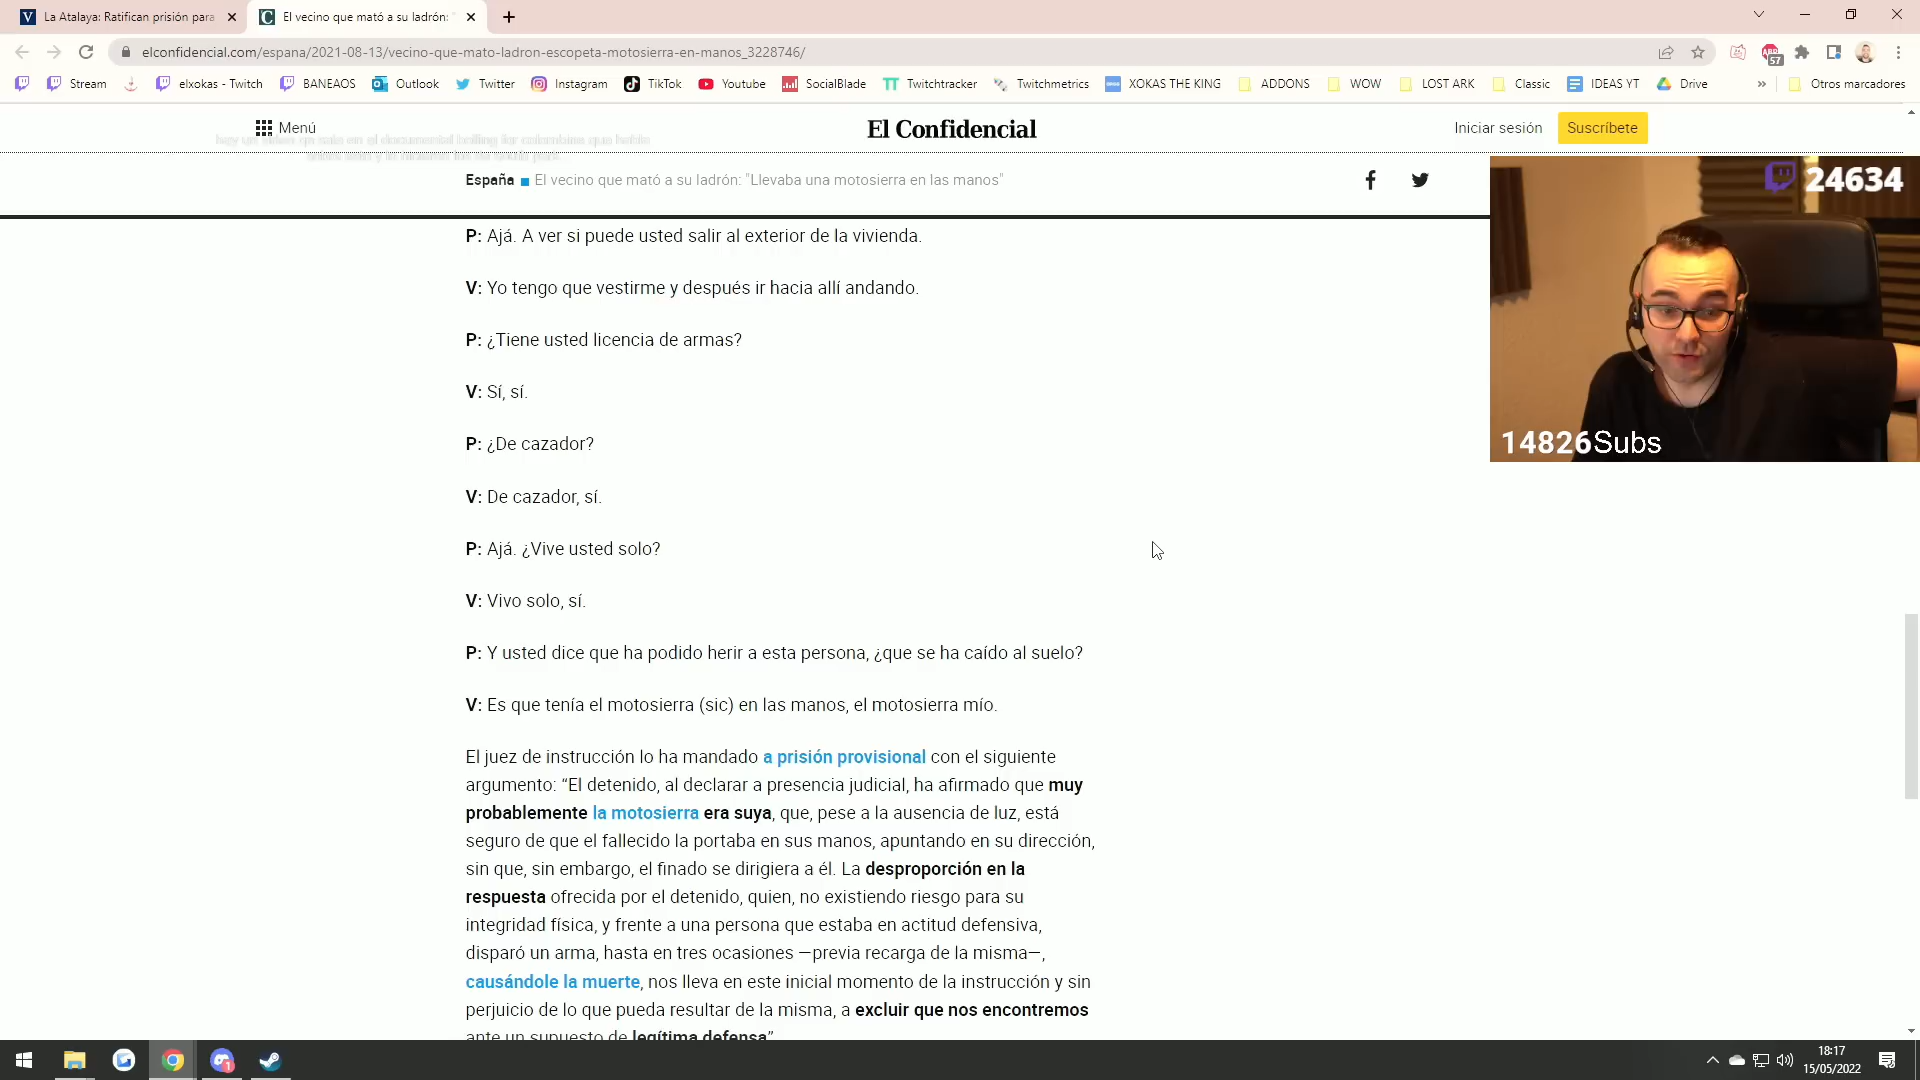 La Atalaya: Ratifican prisión para
El vecino que mató a su ladrón: "
elconfidencial.com/espana/2021-08-13/vecino-que-mato-ladron-escopeta-motosierra-en-manos_3228746/
57
Stream
elxokas - Twitch
BANEAOS
Outlook
Twitter
Instagram
TikTok
Youtube
SocialBlade
Twitchtracker
Twitchmetrics
XOKAS THE KING
ADDONS
WOW
LOST ARK
Classic
IDEAS YT
Drive
»
Otros marcadores
Menú
El Confidencial
Iniciar sesión
Suscríbete
España
El vecino que mató a su ladrón: "Llevaba una motosierra en las manos"
24634
P: Ajá. A ver si puede usted salir al exterior de la vivienda.
V: Yo tengo que vestirme y después ir hacia allí andando.
P: ¿Tiene usted licencia de armas?
V: Sí, sí.
P: ¿De cazador?
14826Subs
V: De cazador, sí.
P: Ajá. ¿Vive usted solo?
V: Vivo solo, sí.
P: Y usted dice que ha podido herir a esta persona, ¿que se ha caído al suelo?
V: Es que tenía el motosierra (sic) en las manos, el motosierra mío.
El juez de instrucción lo ha mandado a prisión provisional con el siguiente
argumento: “El detenido, al declarar a presencia judicial, ha afirmado que muy
probablemente la motosierra era suya, que, pese a la ausencia de luz, está
seguro de que el fallecido la portaba en sus manos, apuntando en su dirección,
sin que, sin embargo, el finado se dirigiera a él. La desproporción en la
respuesta ofrecida por el detenido, quien, no existiendo riesgo para su
integridad física, y frente a una persona que estaba en actitud defensiva,
disparó un arma, hasta en tres ocasiones —previa recarga de la misma—,
causándole la muerte, nos lleva en este inicial momento de la instrucción y sin
perjuicio de lo que pueda resultar de la misma, a excluir que nos encontremos
ante un supuesto de legítima defensa”
18:17
15/05/2022